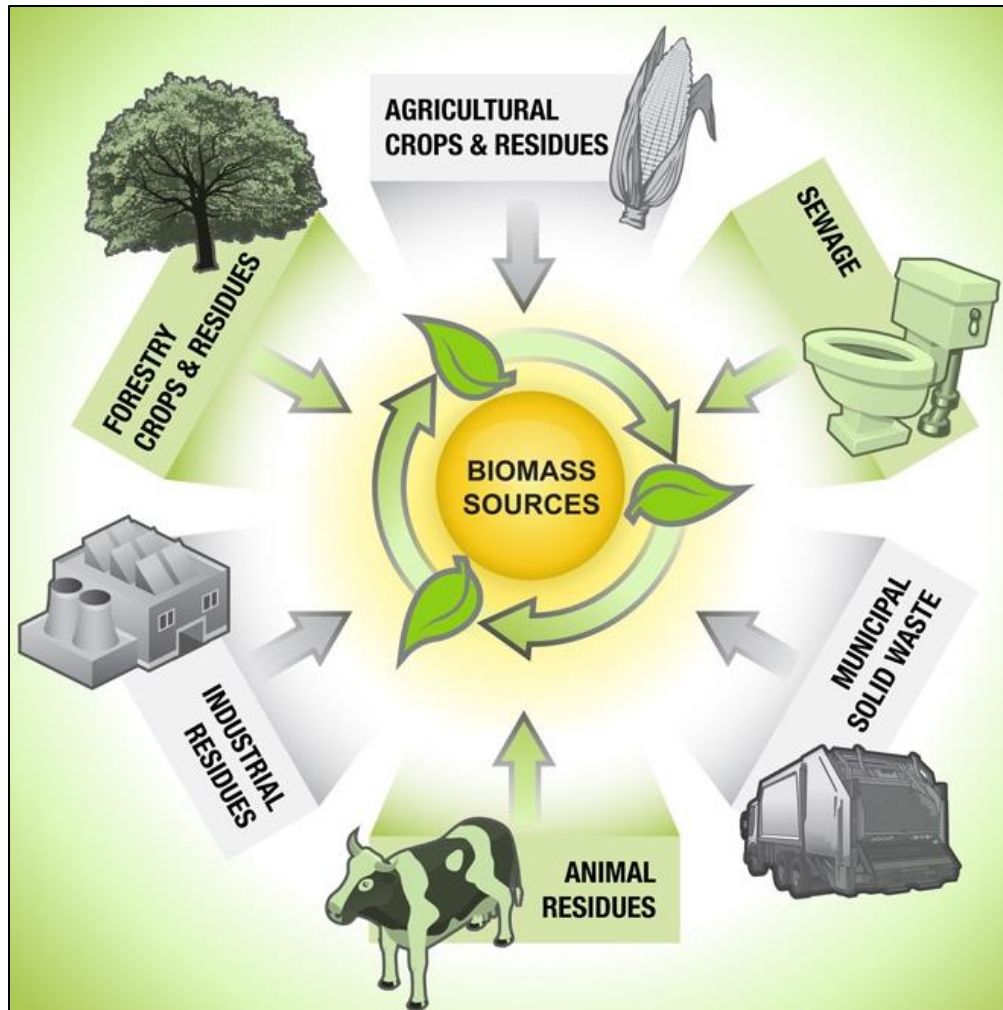 AGRICULTURAL
CROPS & RESIDUES
SEWAGE
FORESTRY
CROPS & RESIDUES
BIOMASS
SOURCES
MUNICIPAL
SOLID WASTE
INDUSTRIAL
RESIDUES
ANIMAL
RESIDUES